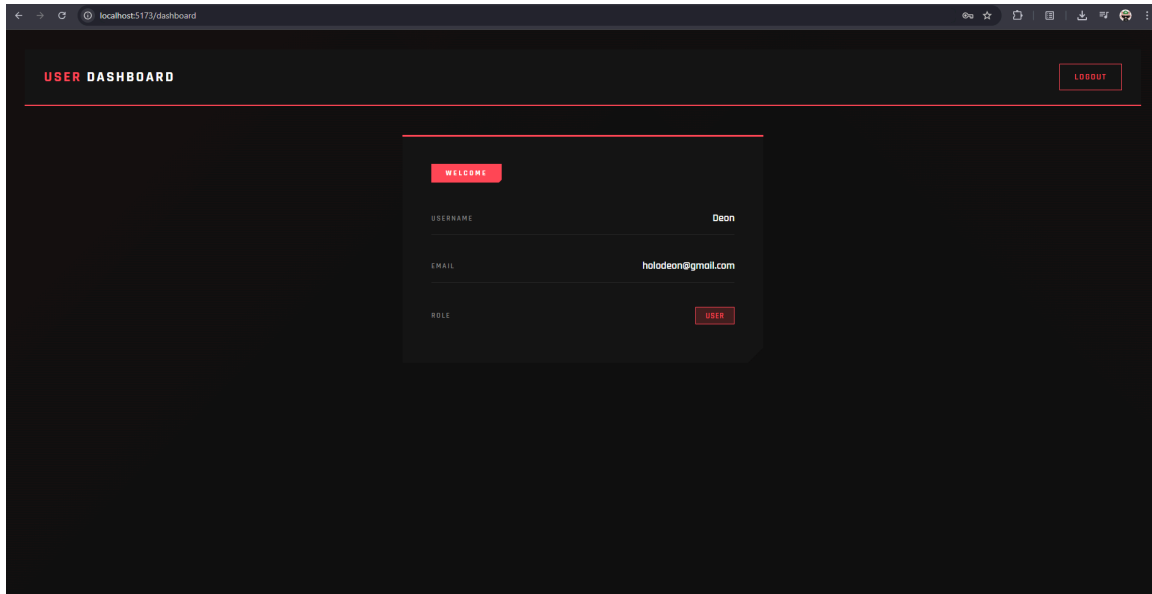 localhost:5173/dashboard
USER DASHBOARD
LOGOUT
WELCOME
USERNAME
Deon
EMAIL
holodeon@gmail.com
ROLE
USER